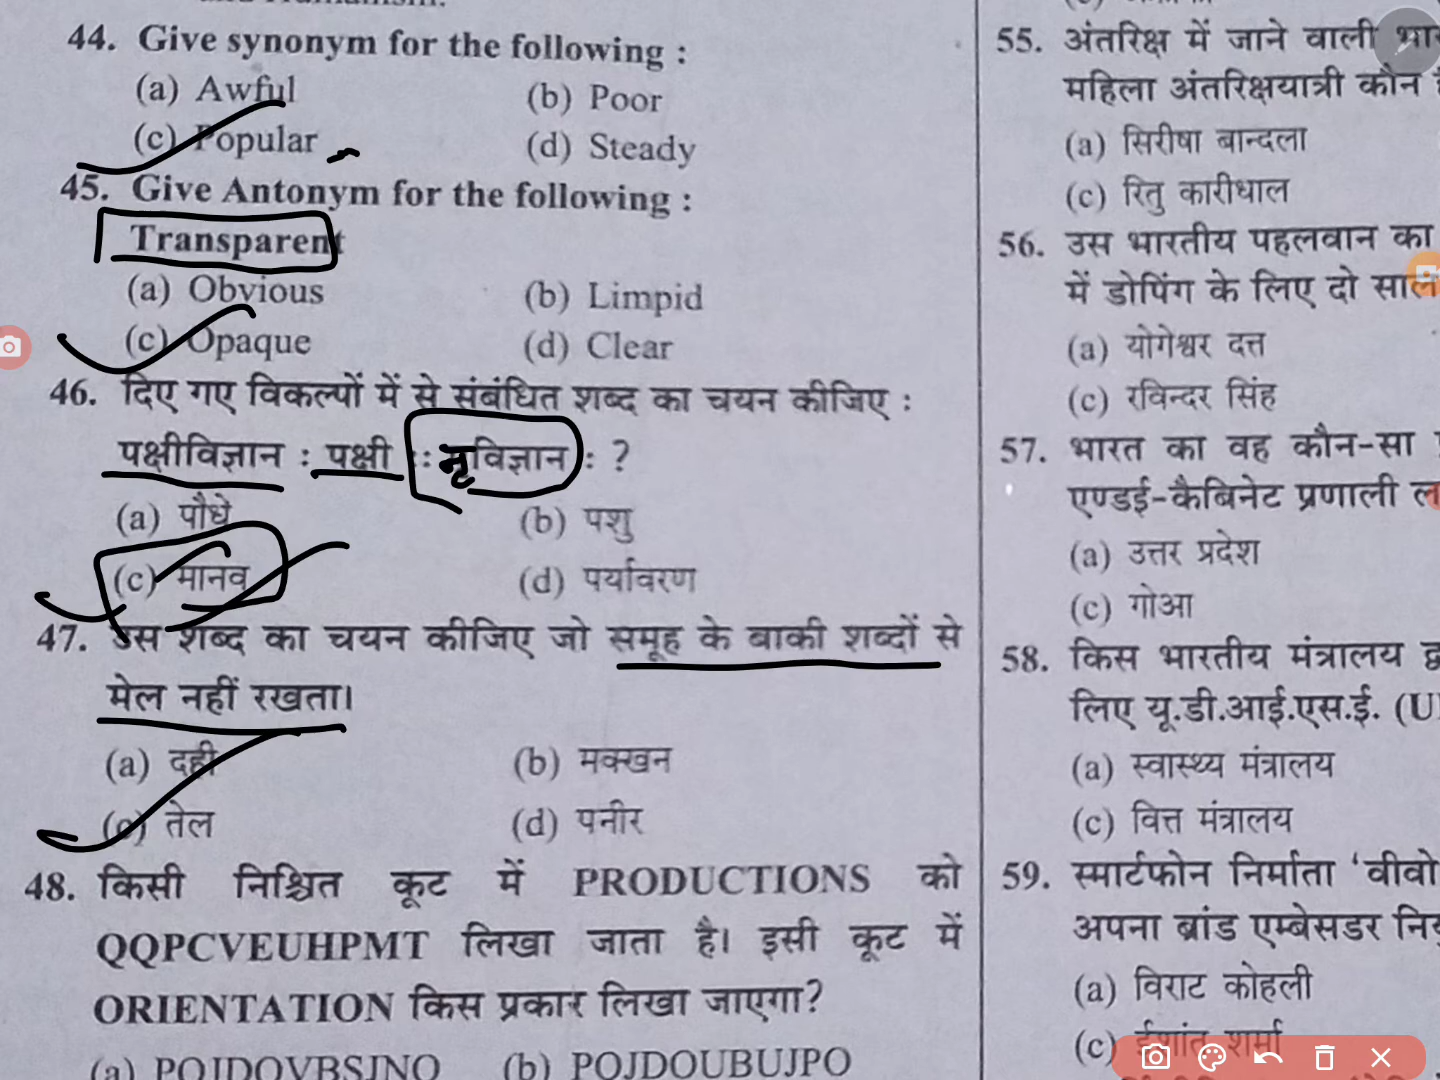 44. Give synonym for the following :
(a) Awful (b) Poor
(c) Popular (d) Steady
45. Give Antonym for the following :
Transparent
(a) Obvious (b) Limpid
(c) Opaque (d) Clear
46. दिए गए विकल्पों में से संबंधित शब्द का चयन कीजिए :
पक्षीविज्ञान : पक्षी :: नृविज्ञान : ?
(a) पौधे (b) पशु
(c) मानव (d) पर्यावरण
47. उस शब्द का चयन कीजिए जो समूह के बाकी शब्दों से
मेल नहीं रखता।
(a) दही (b) मक्खन
(c) तेल (d) पनीर
48. किसी निश्चित कूट में PRODUCTIONS को
QQPCVEUHPMT लिखा जाता है। इसी कूट में
ORIENTATION किस प्रकार लिखा जाएगा?
(a) PQJDOVBSJNO (b) PQJDOUBUJPO
55. अंतरिक्ष में जाने वाली
महिला अंतरिक्षयात्री कौन
(a) सिरीषा बान्दला
(c) रितु कारीधाल
56. उस भारतीय पहलवान का
में डोपिंग के लिए दो साल
(a) योगेश्वर दत्त
(c) रविन्दर सिंह
57. भारत का वह कौन-सा
एण्डई-कैबिनेट प्रणाली
(a) उत्तर प्रदेश
(c) गोआ
58. किस भारतीय मंत्रालय
लिए यू.डी.आई.एस.ई. (U
(a) स्वास्थ्य मंत्रालय
(c) वित्त मंत्रालय
59. स्मार्टफोन निर्माता ‘वीवो
अपना ब्रांड एम्बेसडर
(a) विराट कोहली
(c) ईशांत शर्मा